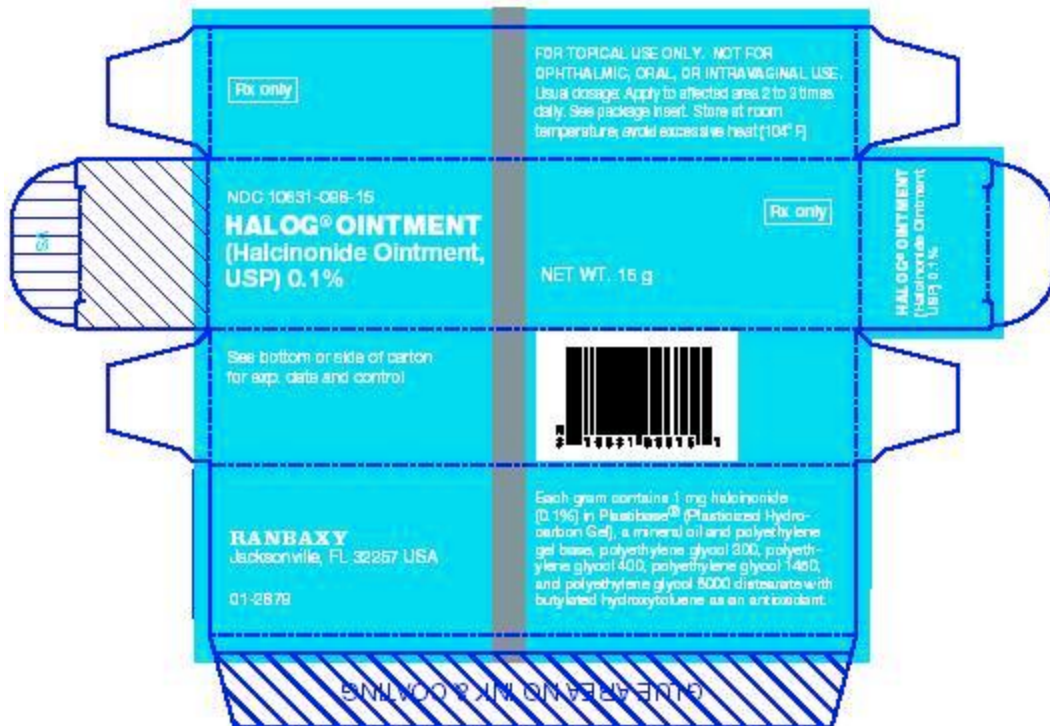 Rx only
FOR TOPICAL USE ONLY. NOT FOR
OPHTHALMIC, ORAL, OR INTRAVAGINAL USE.
Usual dosage: Apply to affected area 2 to 3 times
daily. See package insert. Store at room
temperature; avoid excessive heat (104° F)
NDC 10631-096-15
HALOG® OINTMENT
(Halcinonide Ointment,
USP) 0.1%
Rx only
NET WT. 15 g
HALOG® OINTMENT
(Halcinonide Ointment
USP) 0.1%
See bottom or side of carton
for exp. date and control
RANBAXY
Jacksonville, FL 32257 USA
01-2679
Each gram contains 1 mg halcinonide
(0.1%) in Plastibase® (Plasticized Hydro-
carbon Gel), a mineral oil and polyethylene
gel base, polyethylene glycol 300, polyeth-
ylene glycol 400, polyethylene glycol 1450,
and polyethylene glycol 6000 distearate with
butylated hydroxytoluene as an antioxidant.
GLUE AREA NO INK & COATING